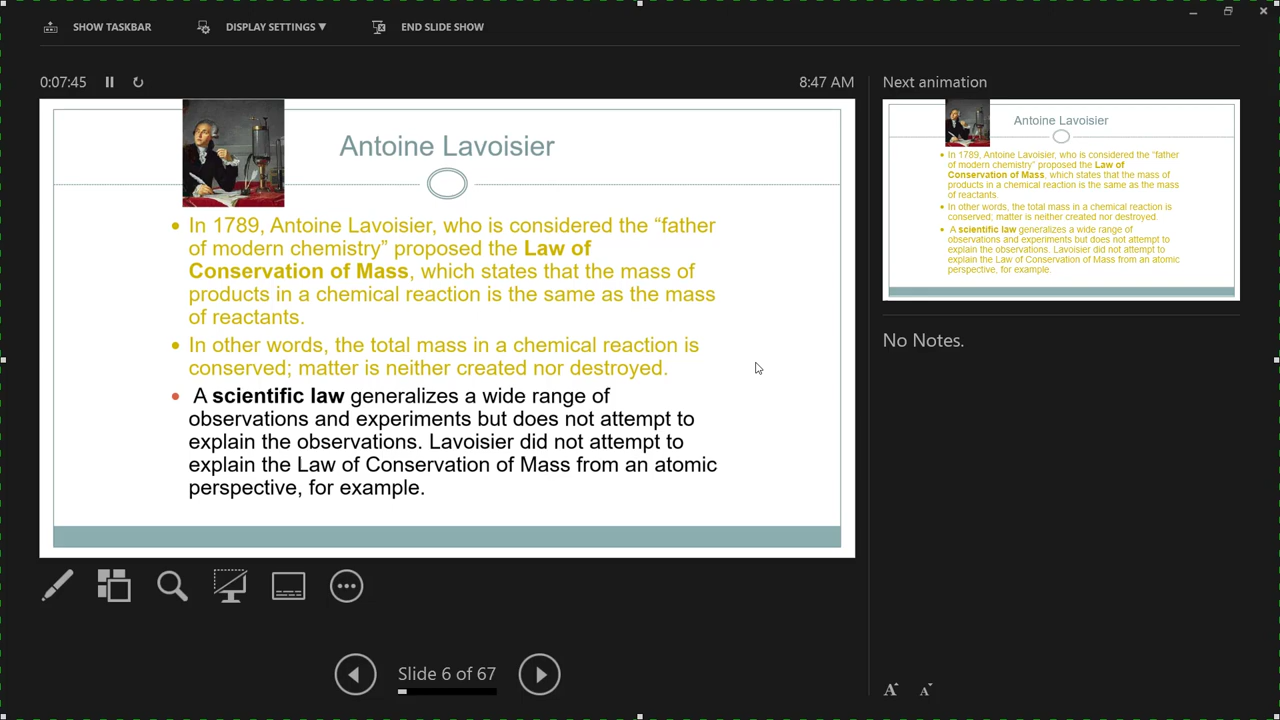 SHOW TASKBAR
DISPLAY SETTINGS ▼
END SLIDE SHOW
0:07:45
8:47 AM
Antoine Lavoisier
• In 1789, Antoine Lavoisier, who is considered the “father
of modern chemistry” proposed the Law of
Conservation of Mass, which states that the mass of
products in a chemical reaction is the same as the mass
of reactants.
• In other words, the total mass in a chemical reaction is
conserved; matter is neither created nor destroyed.
• A scientific law generalizes a wide range of
observations and experiments but does not attempt to
explain the observations. Lavoisier did not attempt to
explain the Law of Conservation of Mass from an atomic
perspective, for example.
Slide 6 of 67
Next animation
Antoine Lavoisier
• In 1789, Antoine Lavoisier, who is considered the “father
of modern chemistry” proposed the Law of
Conservation of Mass, which states that the mass of
products in a chemical reaction is the same as the mass
of reactants.
• In other words, the total mass in a chemical reaction is
conserved; matter is neither created nor destroyed.
• A scientific law generalizes a wide range of
observations and experiments but does not attempt to
explain the observations. Lavoisier did not attempt to
explain the Law of Conservation of Mass from an atomic
perspective, for example.
No Notes.
A A